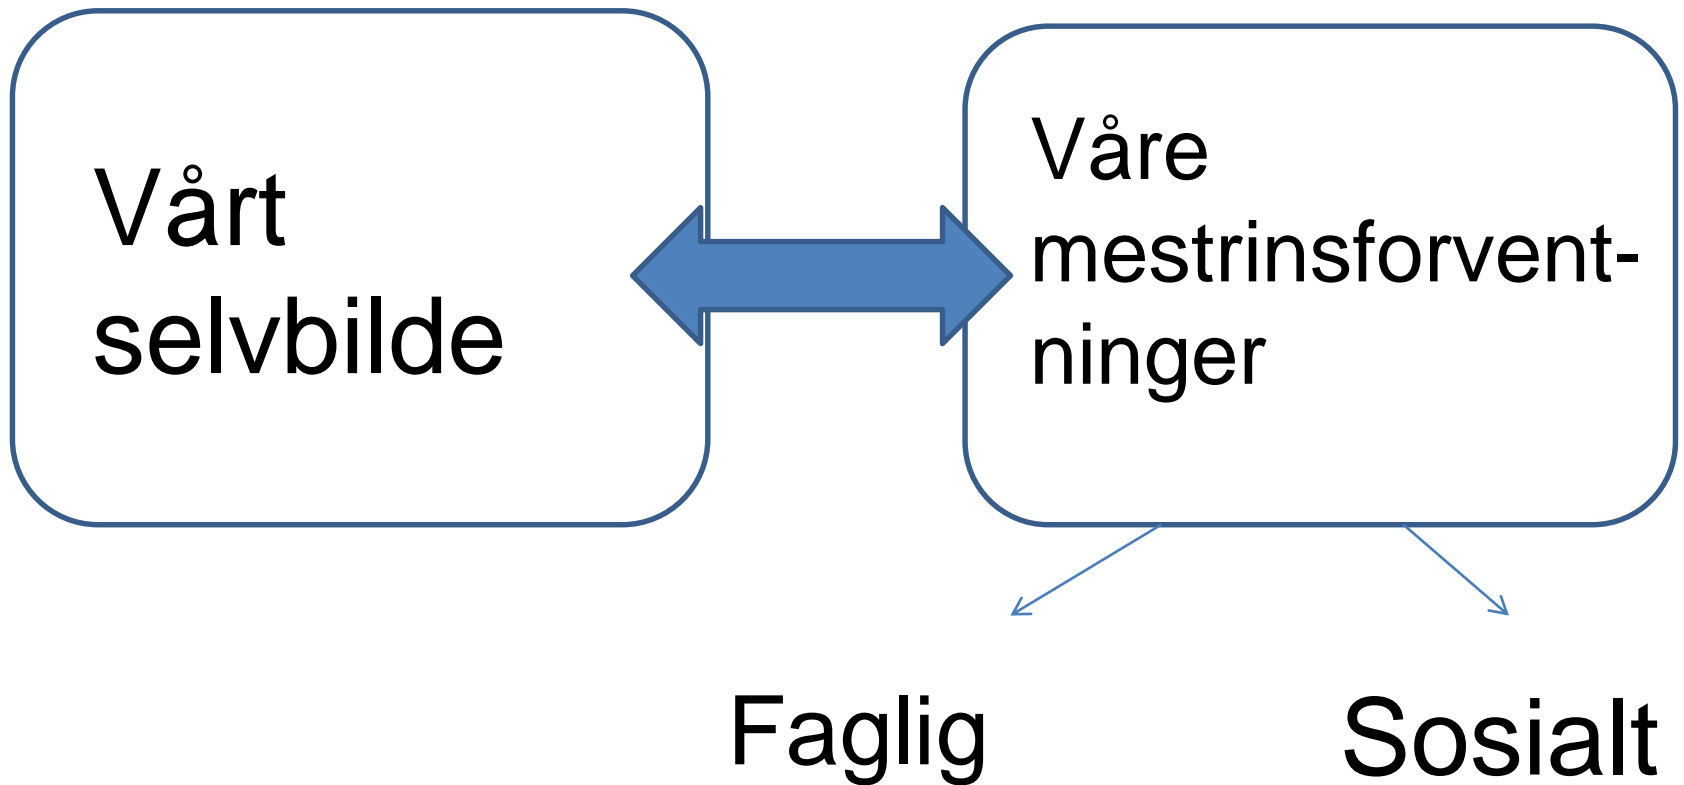 Vårt
selvbilde
Våre
mestrinsforvent-
ninger
Faglig
Sosialt